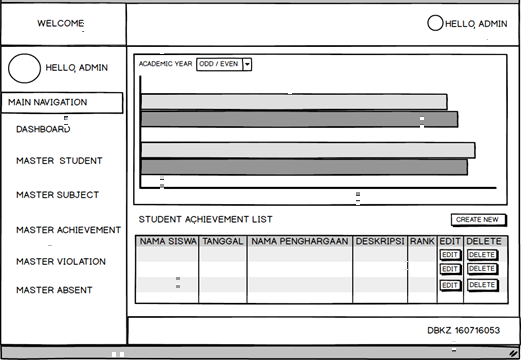 WELCOME
HELLO, ADMIN
HELLO, ADMIN
MAIN NAVIGATION
DASHBOARD
MASTER STUDENT
MASTER SUBJECT
MASTER ACHIEVEMENT
MASTER VIOLATION
MASTER ABSENT
ACADEMIC YEAR ODD / EVEN
STUDENT ACHIEVEMENT LIST CREATE NEW
NAMA SISWA TANGGAL NAMA PENGHARGAAN DESKRIPSI RANK EDIT DELETE
EDIT DELETE
EDIT DELETE
EDIT DELETE
DBKZ 160716053